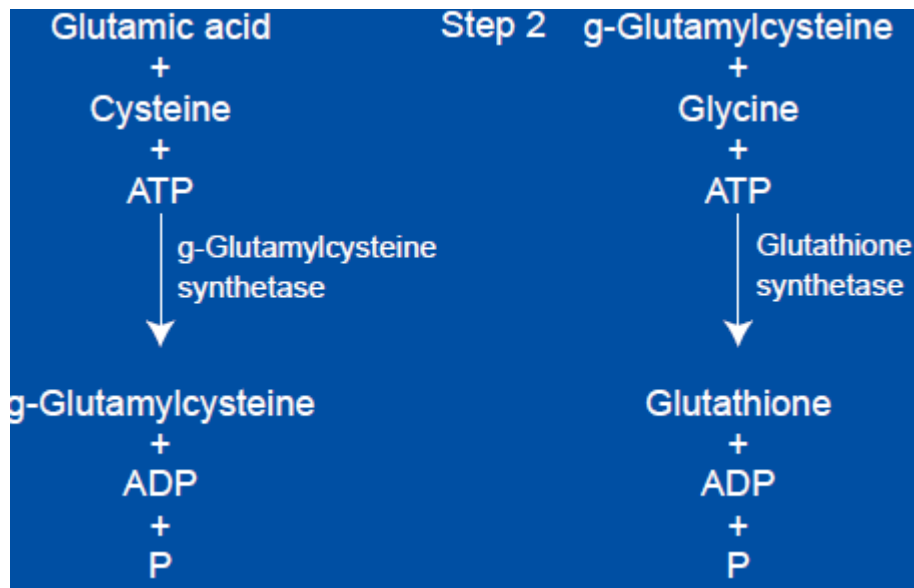 Glutamic acid
+
Cysteine
+
ATP
g-Glutamylcysteine
synthetase
g-Glutamylcysteine
+
ADP
+
P
Step 2
g-Glutamylcysteine
+
Glycine
+
ATP
Glutathione
synthetase
Glutathione
+
ADP
+
P